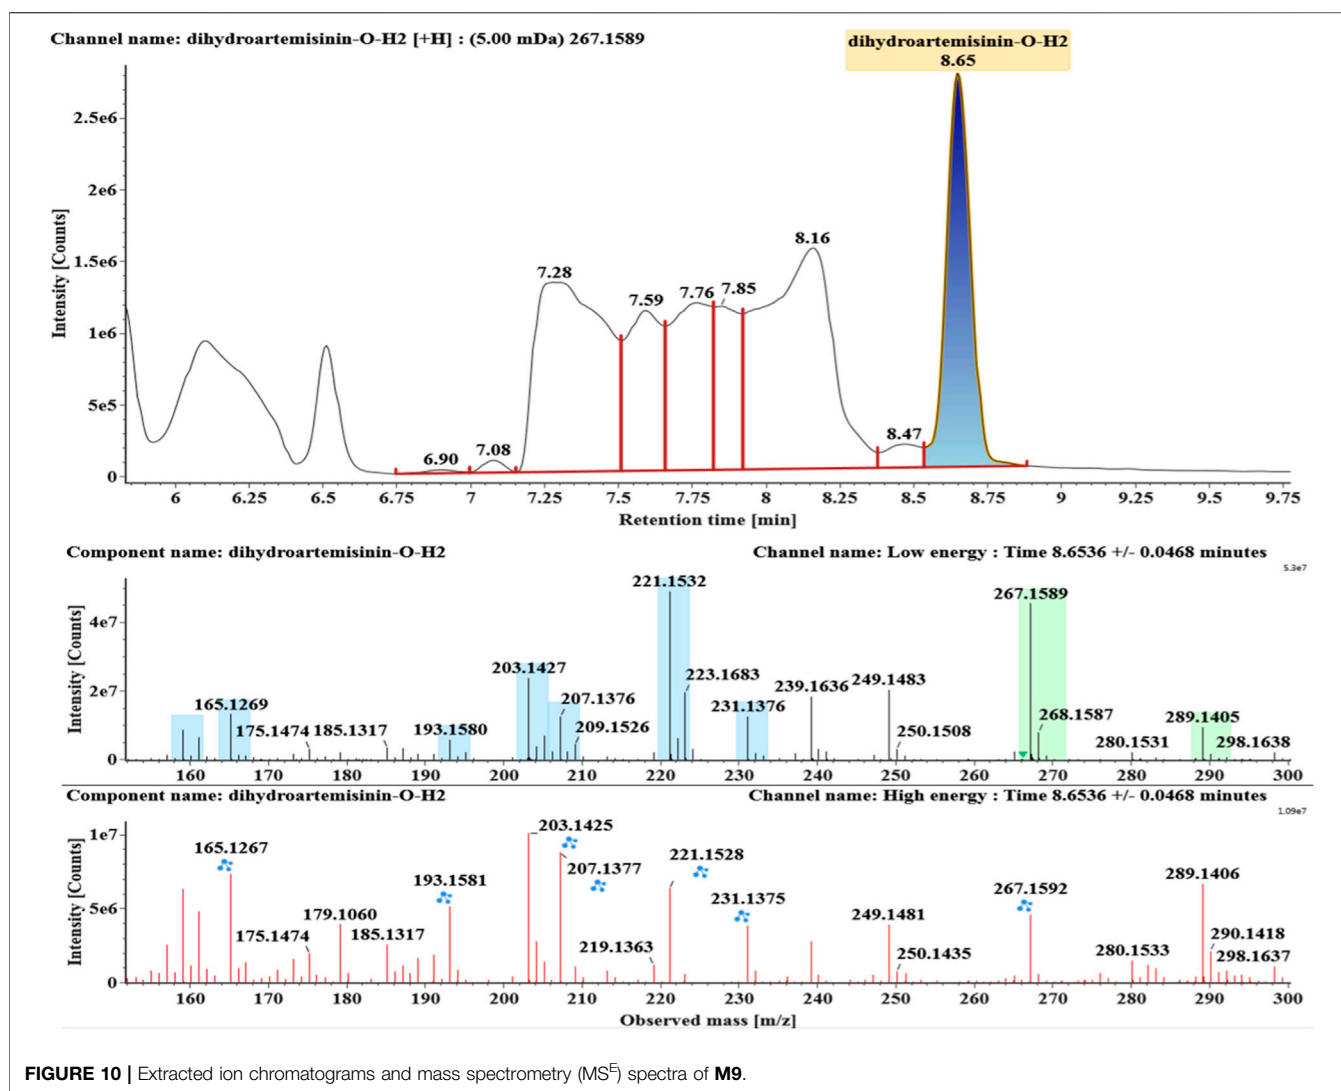 Channel name: dihydroartemisinin-O-H2 [+H] : (5.00 mDa) 267.1589
dihydroartemisinin-O-H2
8.65
Intensity [Counts]
2.5e6
2e6
1.5e6
1e6
5e5
0
6.90
7.08
7.28
7.59
7.76
7.85
8.16
8.47
6 6.25 6.5 6.75 7 7.25 7.5 7.75 8 8.25 8.5 8.75 9 9.25 9.5 9.75
Retention time [min]
Component name: dihydroartemisinin-O-H2 Channel name: Low energy : Time 8.6536 +/- 0.0468 minutes
5.3e7
Intensity [Counts]
4e7
2e7
0
165.1269
175.1474
185.1317
193.1580
203.1427
207.1376
209.1526
221.1532
223.1683
231.1376
239.1636
249.1483
250.1508
267.1589
268.1587
280.1531
289.1405
298.1638
160 170 180 190 200 210 220 230 240 250 260 270 280 290 300
Component name: dihydroartemisinin-O-H2 Channel name: High energy : Time 8.6536 +/- 0.0468 minutes
1.09e7
Intensity [Counts]
1e7
5e6
0
165.1267
175.1474
179.1060
185.1317
193.1581
203.1425
207.1377
219.1363
221.1528
231.1375
249.1481
250.1435
267.1592
280.1533
289.1406
290.1418
298.1637
160 170 180 190 200 210 220 230 240 250 260 270 280 290 300
Observed mass [m/z]
FIGURE 10 | Extracted ion chromatograms and mass spectrometry (MSᴱ) spectra of M9.